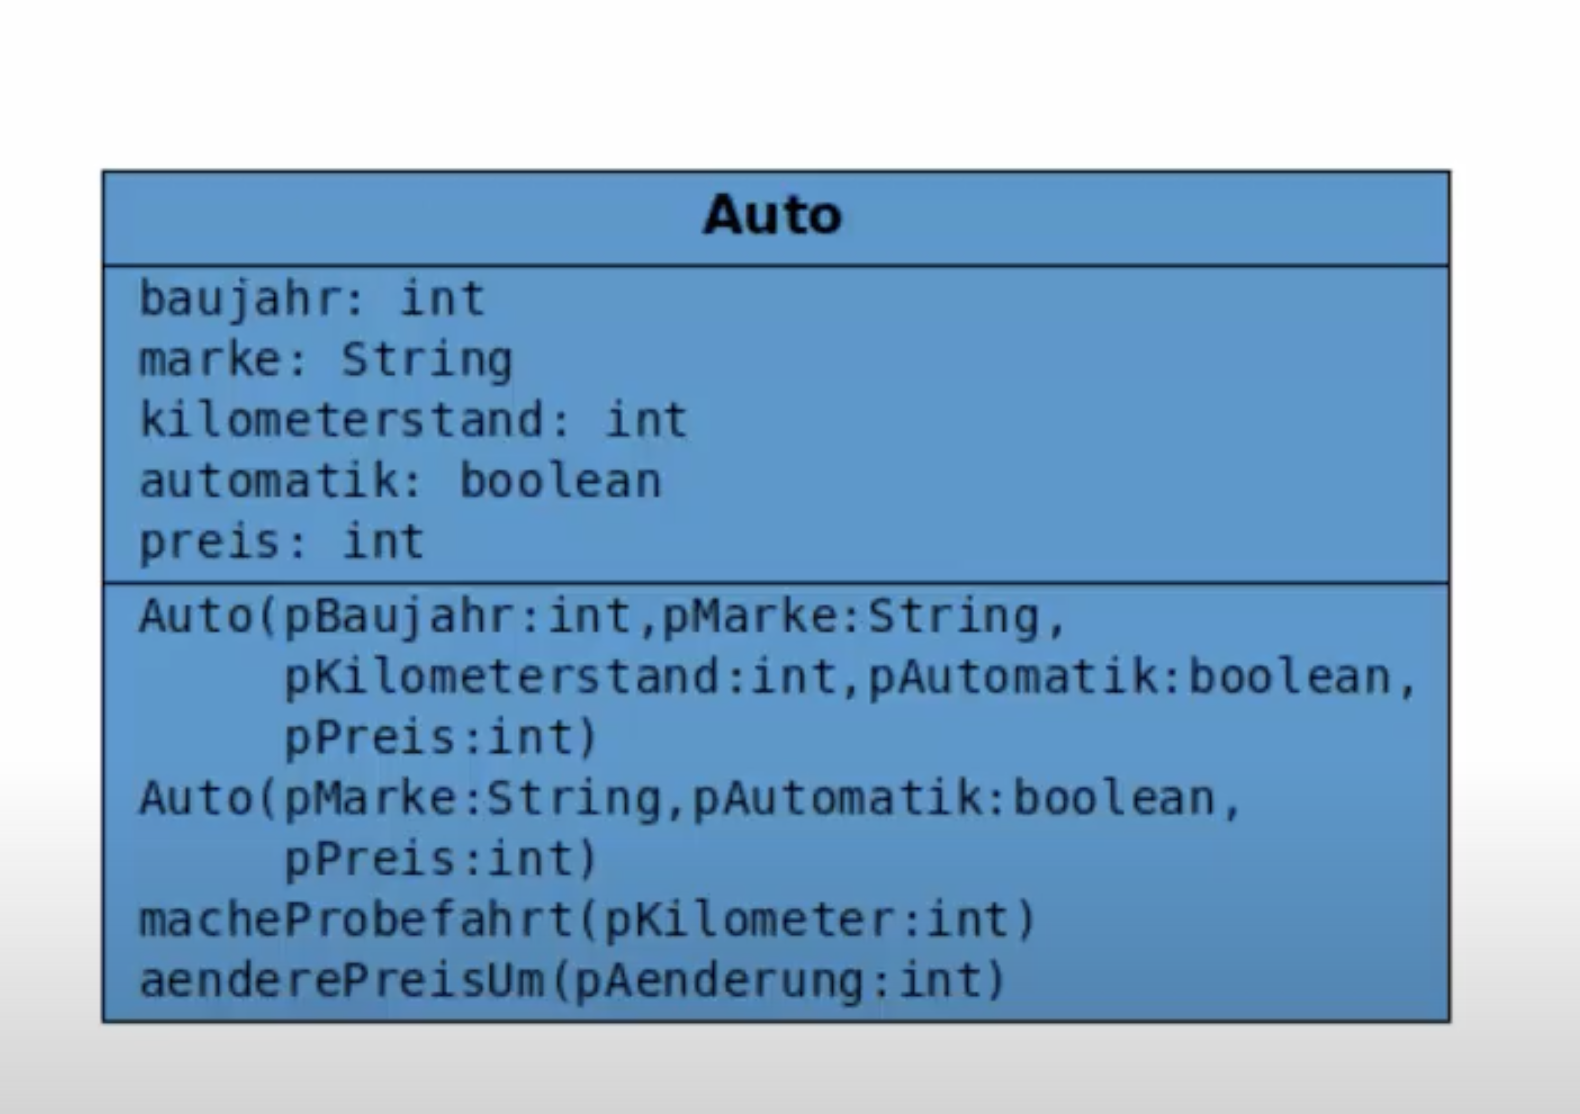 Auto
baujahr: int
marke: String
kilometerstand: int
automatik: boolean
preis: int
Auto(pBaujahr:int,pMarke:String,
pKilometerstand:int,pAutomatik:boolean,
pPreis:int)
Auto(pMarke:String,pAutomatik:boolean,
pPreis:int)
macheProbefahrt(pKilometer:int)
aenderePreisUm(pAenderung:int)